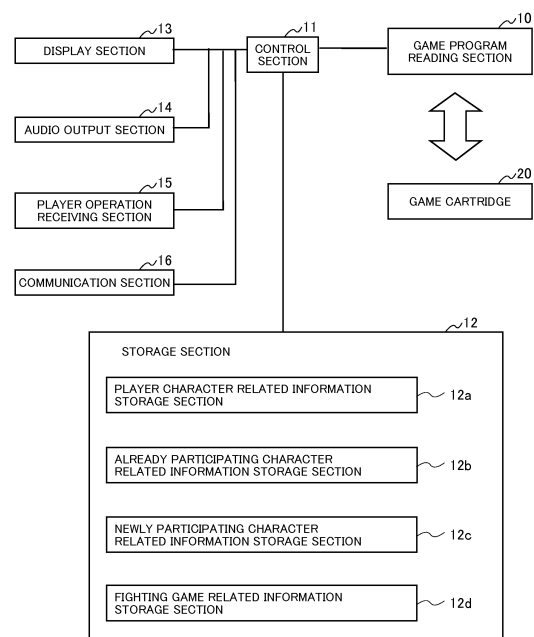 13
DISPLAY SECTION
11
CONTROL
SECTION
10
GAME PROGRAM
READING SECTION
14
AUDIO OUTPUT SECTION
15
PLAYER OPERATION
RECEIVING SECTION
20
GAME CARTRIDGE
16
COMMUNICATION SECTION
12
STORAGE SECTION
PLAYER CHARACTER RELATED INFORMATION
STORAGE SECTION
12a
ALREADY PARTICIPATING CHARACTER
RELATED INFORMATION STORAGE SECTION
12b
NEWLY PARTICIPATING CHARACTER
RELATED INFORMATION STORAGE SECTION
12c
FIGHTING GAME RELATED INFORMATION
STORAGE SECTION
12d